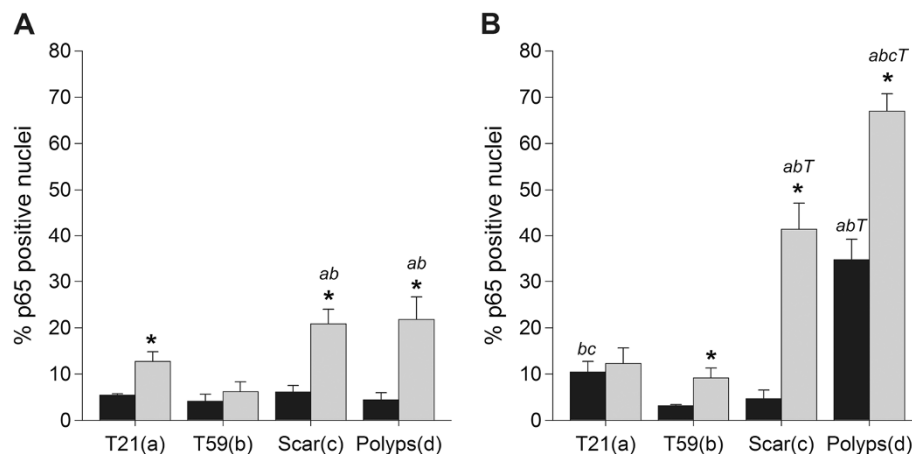 A
% p65 positive nuclei
80
70
60
50
40
30
20
10
0
*
ab
*
ab
*
T21(a) T59(b) Scar(c) Polyps(d)
B
% p65 positive nuclei
80
70
60
50
40
30
20
10
0
bc
*
abT
*
abT
abcT
*
T21(a) T59(b) Scar(c) Polyps(d)